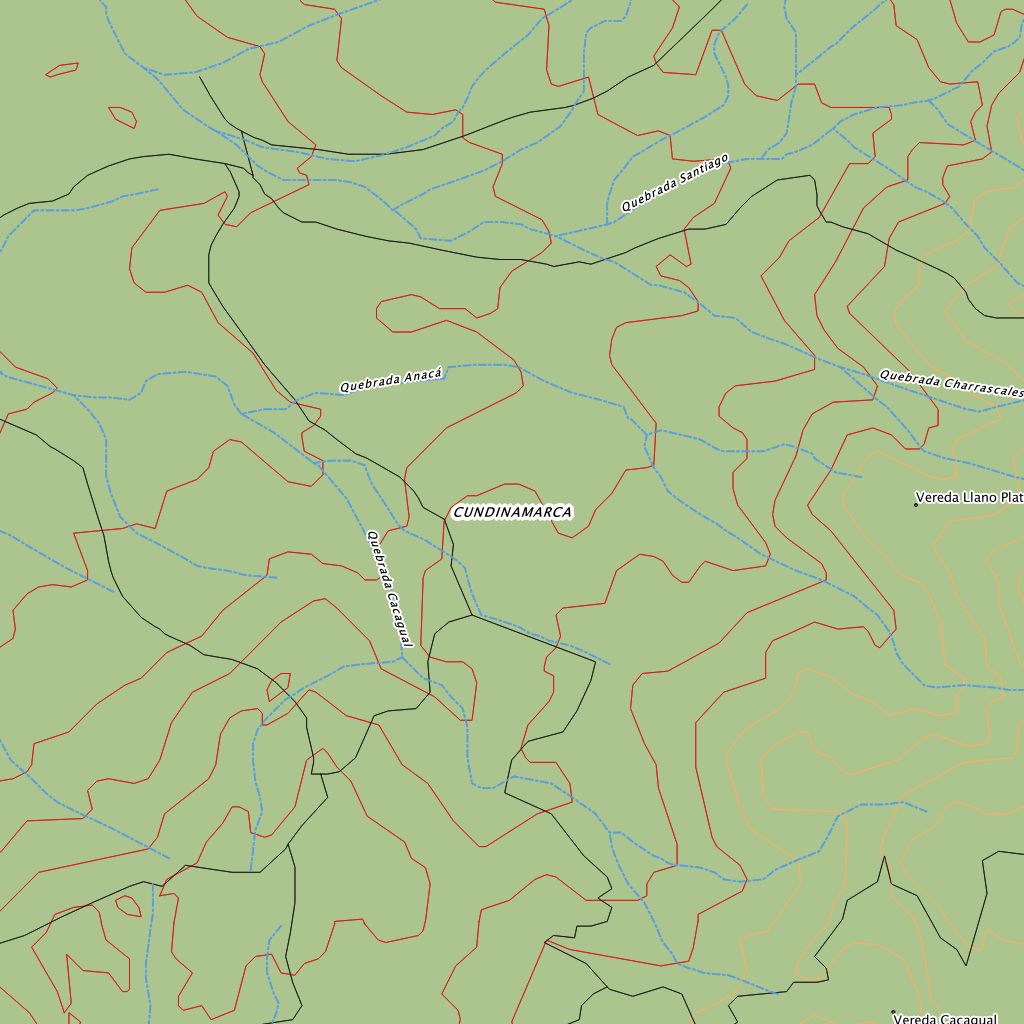 Quebrada Santiago
Quebrada Anacá
Quebrada Charrascales
Vereda Llano Plat
CUNDINAMARCA
Quebrada Cacagual
Vereda Cacagual